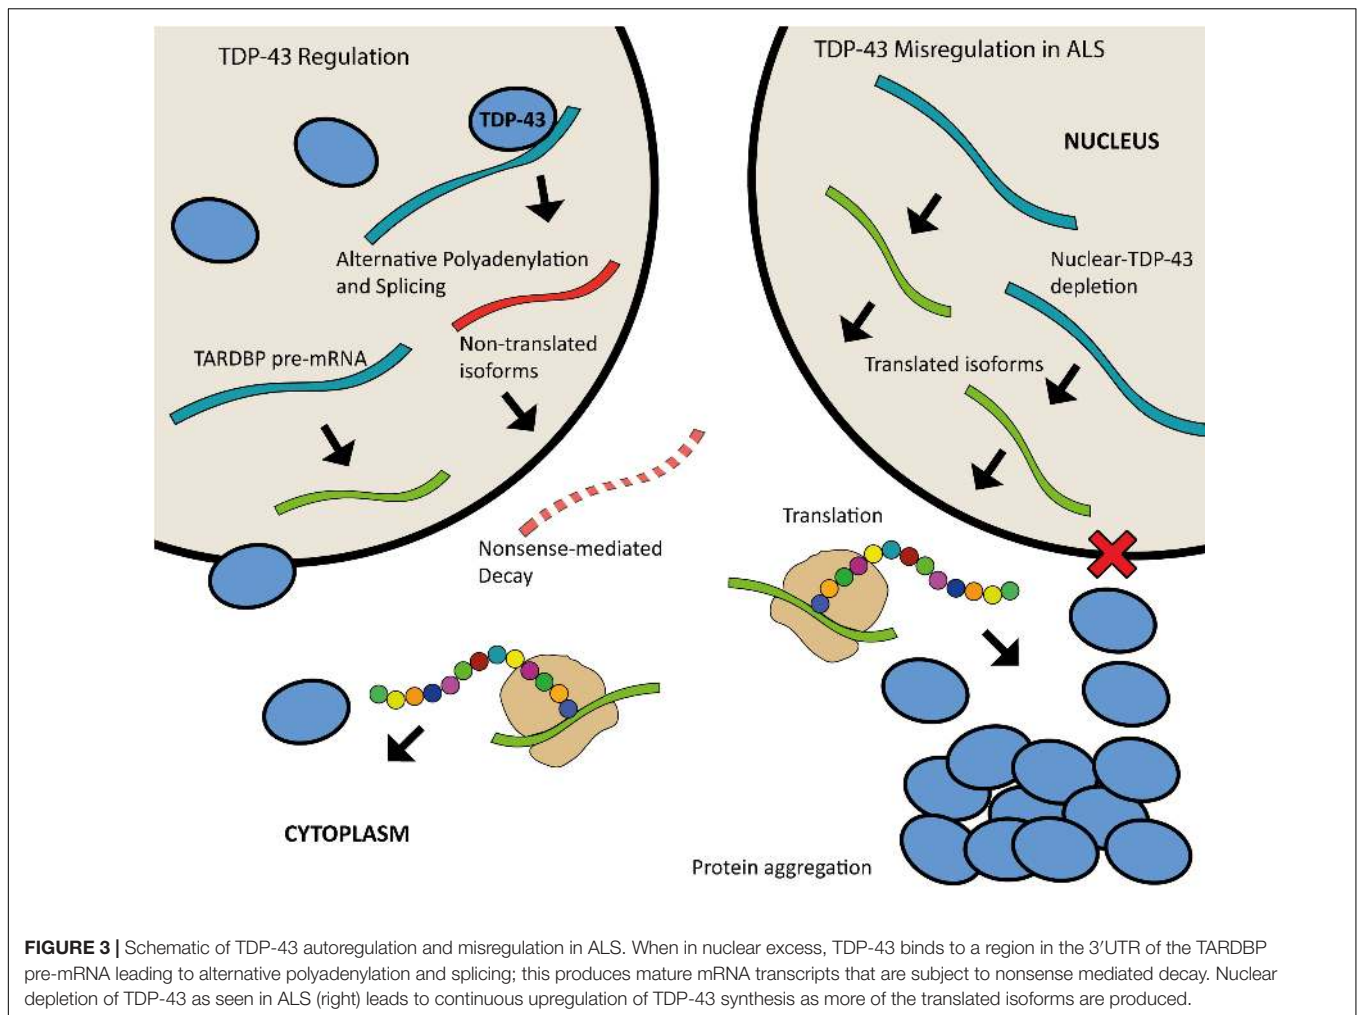 TDP-43 Regulation
TDP-43
Alternative Polyadenylation
and Splicing
TARDBP pre-mRNA
Non-translated
isoforms
Nonsense-mediated
Decay
CYTOPLASM
TDP-43 Misregulation in ALS
NUCLEUS
Nuclear-TDP-43
depletion
Translated isoforms
Translation
Protein aggregation
FIGURE 3 | Schematic of TDP-43 autoregulation and misregulation in ALS. When in nuclear excess, TDP-43 binds to a region in the 3′UTR of the TARDBP
pre-mRNA leading to alternative polyadenylation and splicing; this produces mature mRNA transcripts that are subject to nonsense mediated decay. Nuclear
depletion of TDP-43 as seen in ALS (right) leads to continuous upregulation of TDP-43 synthesis as more of the translated isoforms are produced.